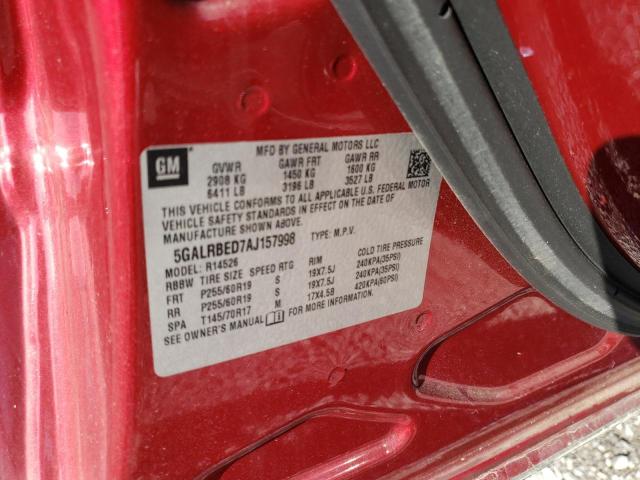 GM
MFD BY GENERAL MOTORS LLC
GVWR GAWR FRT GAWR RR
2908 KG 1450 KG 1600 KG
6411 LB 3196 LB 3527 LB
THIS VEHICLE CONFORMS TO ALL APPLICABLE U.S. FEDERAL MOTOR
VEHICLE SAFETY STANDARDS IN EFFECT ON THE DATE OF
MANUFACTURE SHOWN ABOVE.
5GALRBED7AJ157998 TYPE: M.P.V.
MODEL: R14526
RBBW TIRE SIZE SPEED RTG RIM COLD TIRE PRESSURE
FRT P255/60R19 S 19X7.5J 240KPA(35PSI)
RR P255/60R19 S 19X7.5J 240KPA(35PSI)
SPA T145/70R17 M 17X4.5B 420KPA(60PSI)
SEE OWNER'S MANUAL FOR MORE INFORMATION.